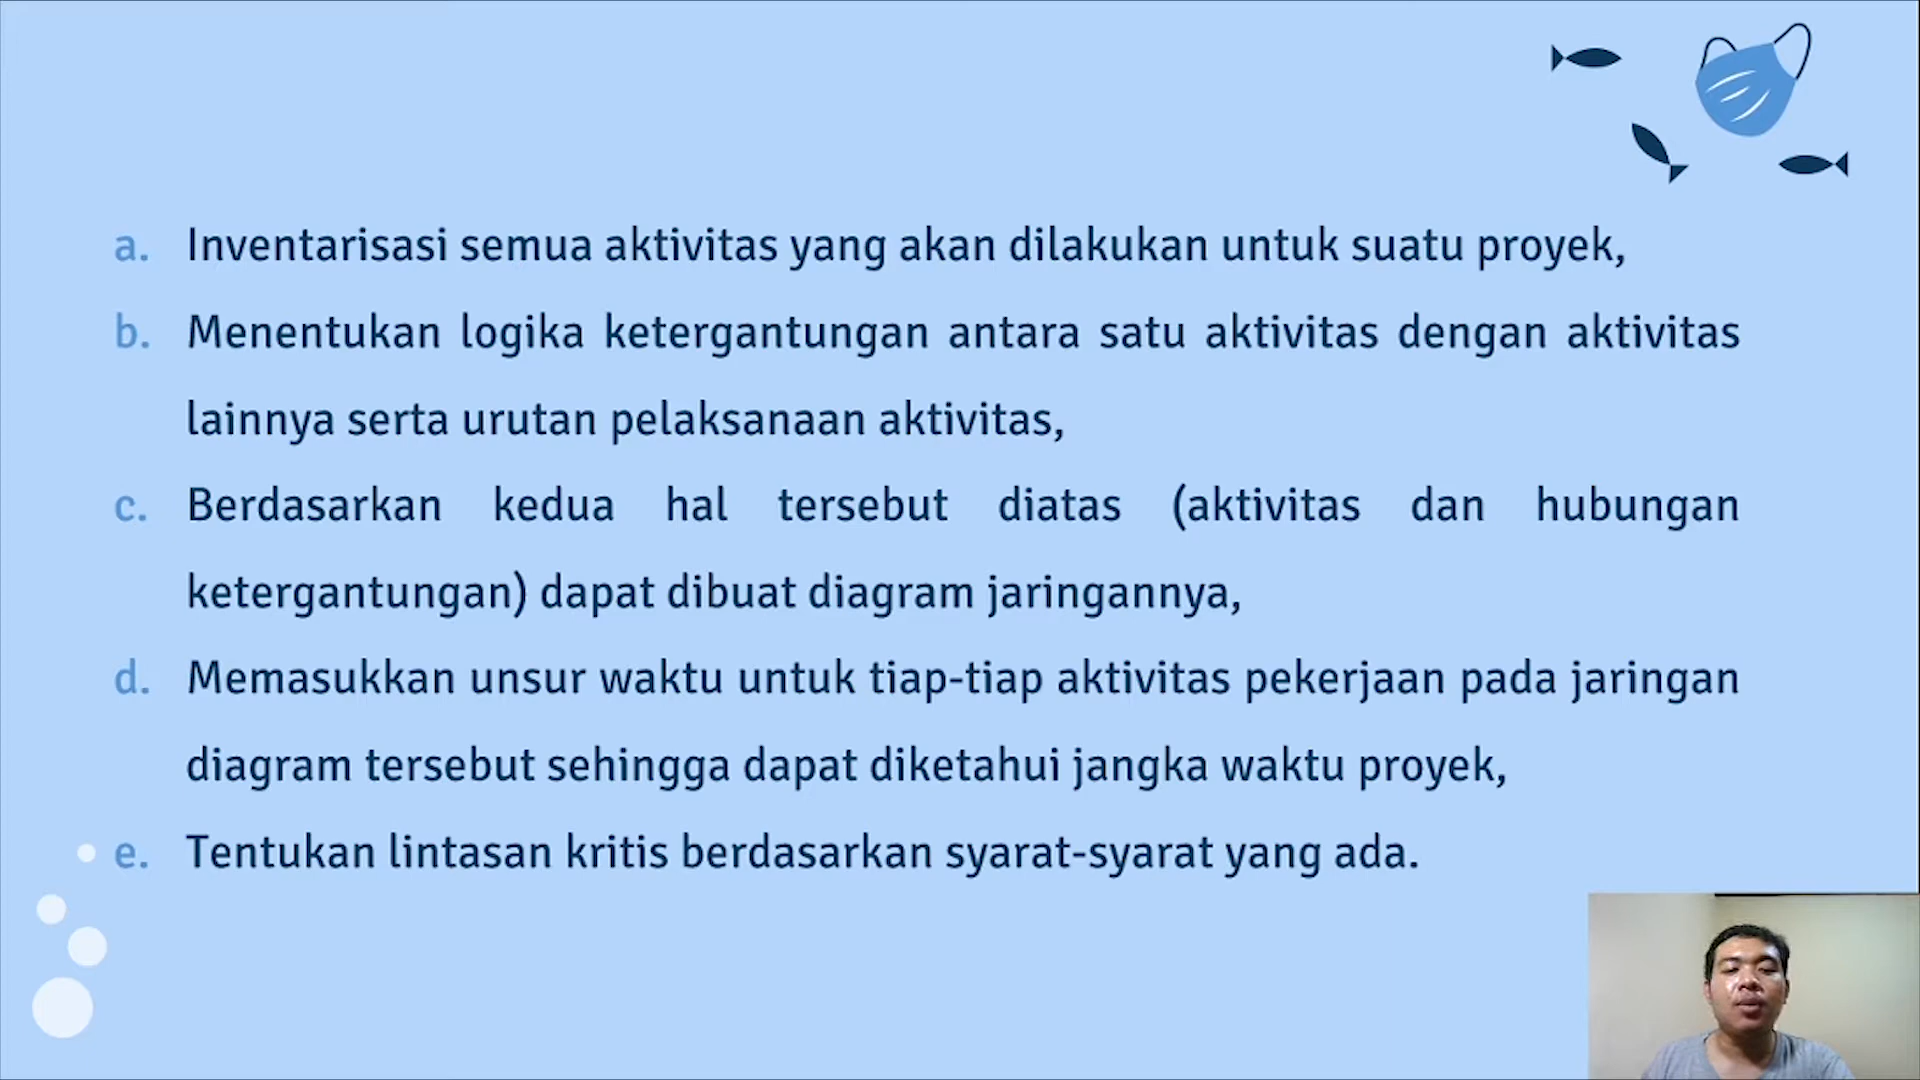 a. Inventarisasi semua aktivitas yang akan dilakukan untuk suatu proyek,
b. Menentukan logika ketergantungan antara satu aktivitas dengan aktivitas
lainnya serta urutan pelaksanaan aktivitas,
c. Berdasarkan kedua hal tersebut diatas (aktivitas dan hubungan
ketergantungan) dapat dibuat diagram jaringannya,
d. Memasukkan unsur waktu untuk tiap-tiap aktivitas pekerjaan pada jaringan
diagram tersebut sehingga dapat diketahui jangka waktu proyek,
e. Tentukan lintasan kritis berdasarkan syarat-syarat yang ada.